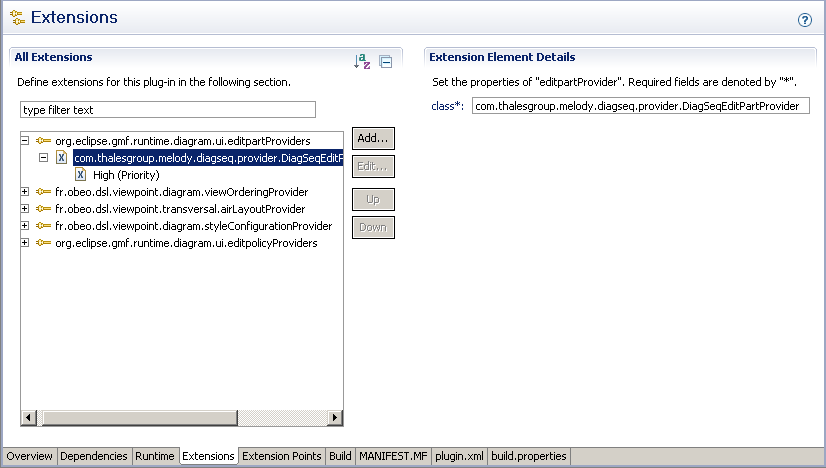 Extensions
?
All Extensions
a
z
Define extensions for this plug-in in the following section.
type filter text
org.eclipse.gmf.runtime.diagram.ui.editpartProviders
com.thalesgroup.melody.diagseq.provider.DiagSeqEditP
High (Priority)
fr.obeo.dsl.viewpoint.diagram.viewOrderingProvider
fr.obeo.dsl.viewpoint.transversal.airLayoutProvider
fr.obeo.dsl.viewpoint.diagram.styleConfigurationProvider
org.eclipse.gmf.runtime.diagram.ui.editpolicyProviders
Add...
Edit...
Up
Down
Extension Element Details
Set the properties of "editpartProvider". Required fields are denoted by "*".
class*: com.thalesgroup.melody.diagseq.provider.DiagSeqEditPartProvider
Overview Dependencies Runtime Extensions Extension Points Build MANIFEST.MF plugin.xml build.properties